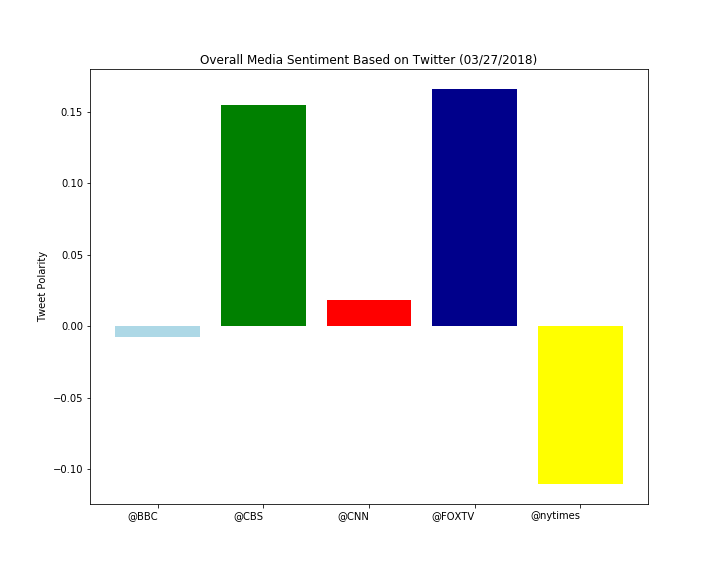 Overall Media Sentiment Based on Twitter (03/27/2018)
Tweet Polarity
0.15
0.10
0.05
0.00
−0.05
−0.10
@BBC @CBS @CNN @FOXTV @nytimes